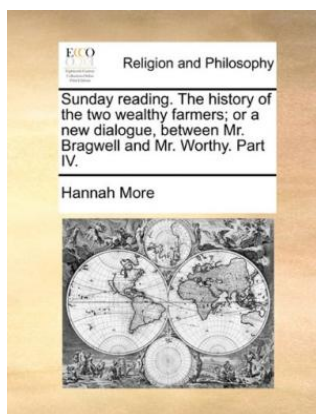 ECCO
Religion and Philosophy
Sunday reading. The history of
the two wealthy farmers; or a
new dialogue, between Mr.
Bragwell and Mr. Worthy. Part
IV.
Hannah More